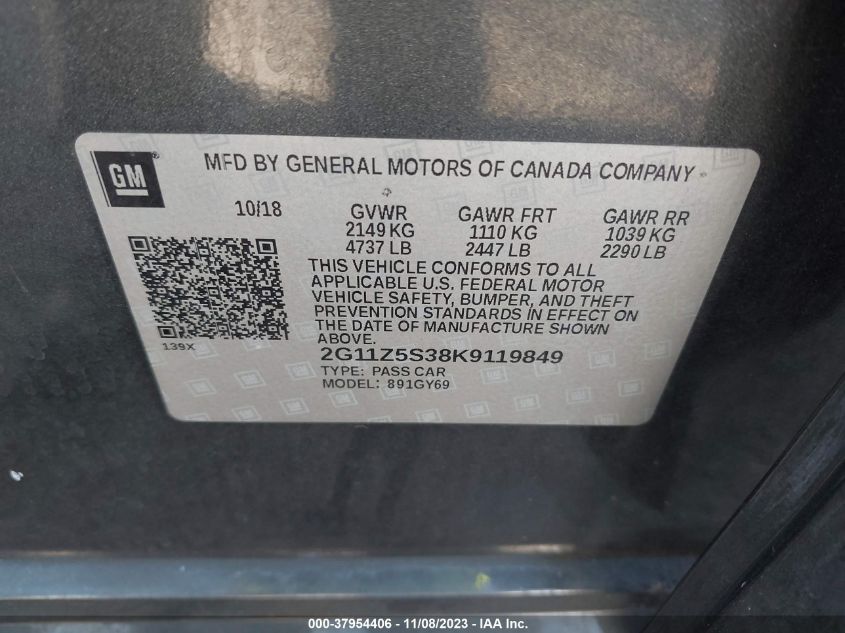 GM
®
MFD BY GENERAL MOTORS OF CANADA COMPANY
10/18
GVWR
2149 KG
4737 LB
GAWR FRT
1110 KG
2447 LB
GAWR RR
1039 KG
2290 LB
THIS VEHICLE CONFORMS TO ALL
APPLICABLE U.S. FEDERAL MOTOR
VEHICLE SAFETY, BUMPER, AND THEFT
PREVENTION STANDARDS IN EFFECT ON
THE DATE OF MANUFACTURE SHOWN
ABOVE.
139X
2G11Z5S38K9119849
TYPE: PASS CAR
MODEL: 891GY69
000-37954406 - 11/08/2023 - IAA Inc.